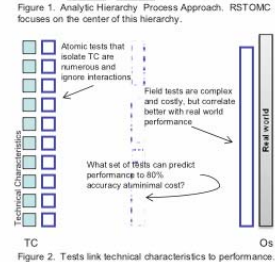 Figure 1. Analytic Hierarchy Process Approach. RSTOMC
focuses on the center of this hierarchy.
Atomic tests that
isolate TC are
numerous and
ignore interactions
Field tests are complex
and costly, but correlate
better with real world
performance
What set of tests can predict
performance to 80%
accuracy at minimal cost?
Technical Characteristics
Real world
TC
Os
Figure 2. Tests link technical characteristics to performance.